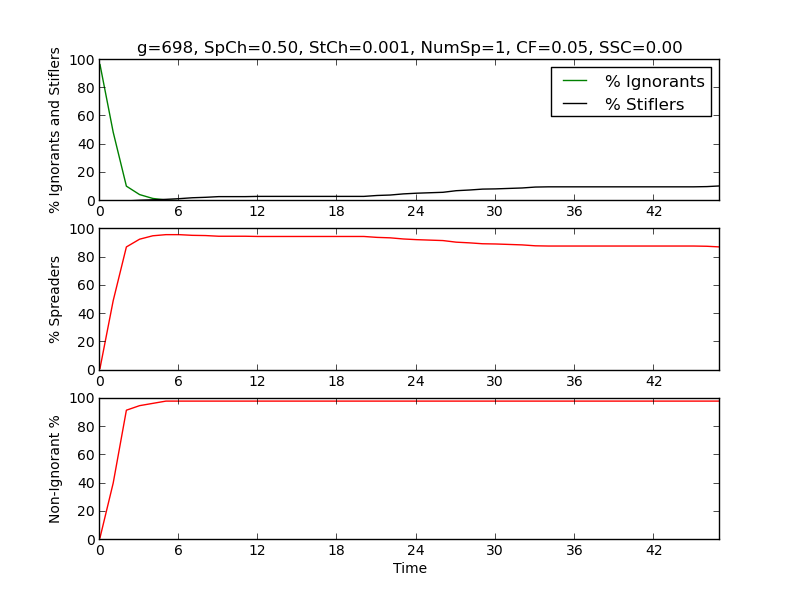 g=698, SpCh=0.50, StCh=0.001, NumSp=1, CF=0.05, SSC=0.00
% Ignorants and Stiflers
100
80
60
40
20
0
% Ignorants
% Stiflers
0 6 12 18 24 30 36 42
% Spreaders
100
80
60
40
20
0
0 6 12 18 24 30 36 42
Non-Ignorant %
100
80
60
40
20
0
0 6 12 18 24 30 36 42
Time